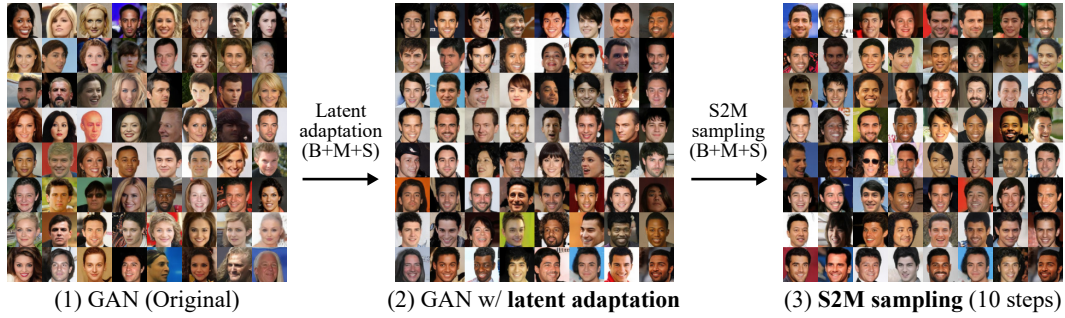 Latent
adaptation
(B+M+S)
S2M
sampling
(B+M+S)
(1) GAN (Original)
(2) GAN w/ latent adaptation
(3) S2M sampling (10 steps)